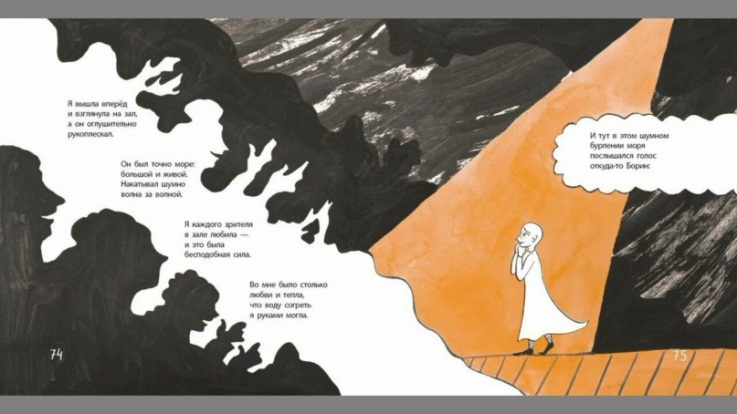 Я вышла вперёд
и взглянула на зал,
а он оглушительно
рукоплескал.
Он был точно море:
большой и живой.
Накатывал шумно
волна за волной.
Я каждого зрителя
в зале любила —
и это была
бесподобная сила.
Во мне было столько
любви и тепла,
что воду согреть
я руками могла.
И тут в этом шумном
бурлении моря
послышался голос
откуда-то Борин:
74
75